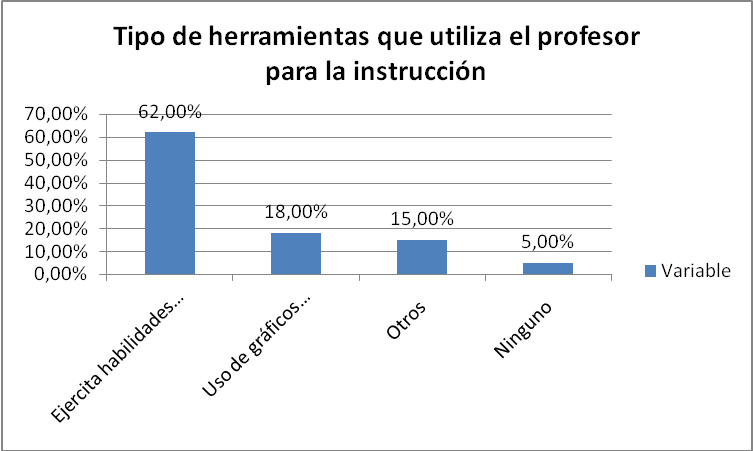 Tipo de herramientas que utiliza el profesor
para la instrucción
70,00%
60,00%
50,00%
40,00%
30,00%
20,00%
10,00%
0,00%
62,00%
18,00%
15,00%
5,00%
Ejercita habilidades...
Uso de gráficos...
Otros
Ninguno
Variable